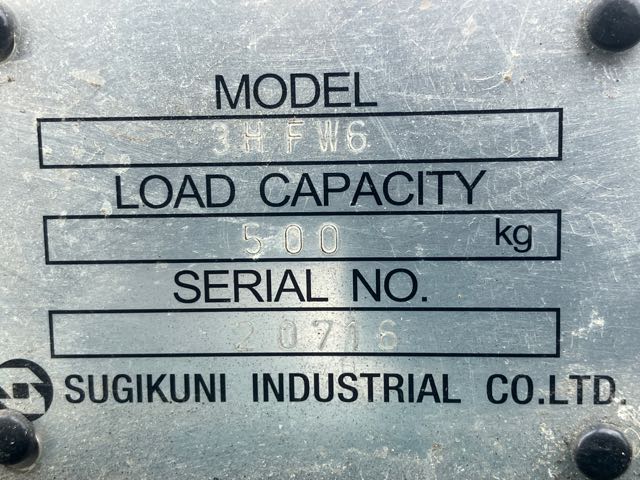 MODEL
3HFW6
LOAD CAPACITY
500 kg
SERIAL NO.
20716
SUGIKUNI INDUSTRIAL CO.LTD.